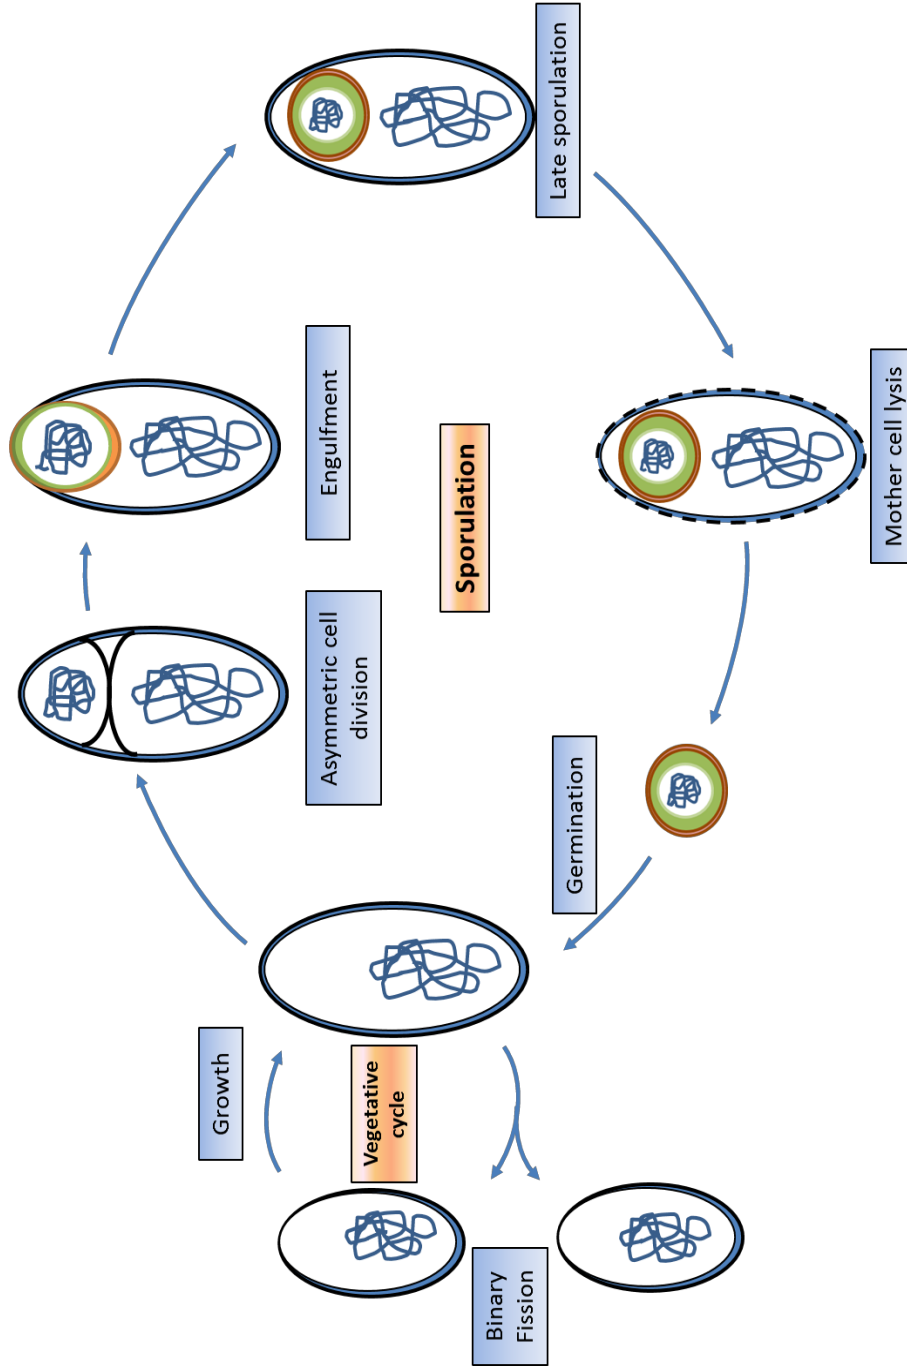 Growth
Asymmetric cell
division
Engulfment
Vegetative
cycle
Sporulation
Binary
Fission
Late sporulation
Germination
Mother cell lysis